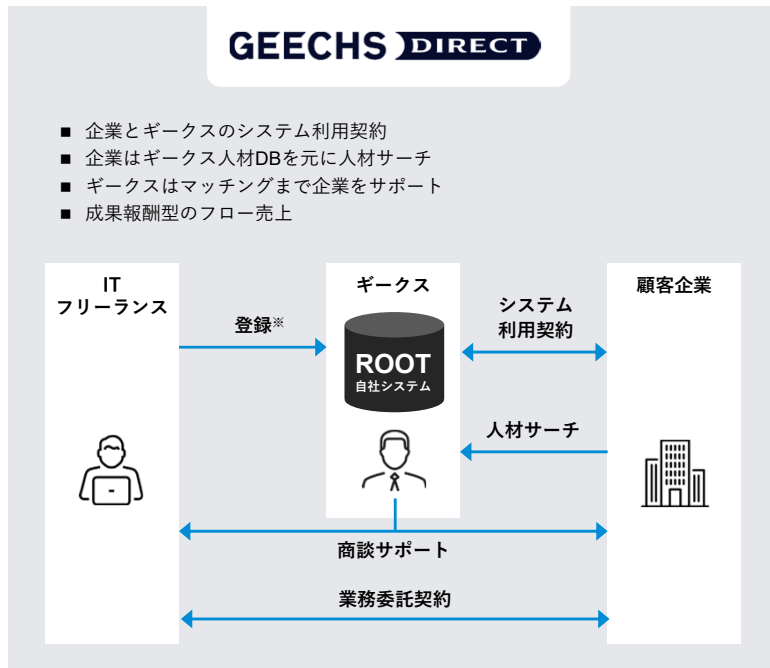 GEECHS DIRECT
■ 企業とギークスのシステム利用契約
■ 企業はギークス人材DBを元に人材サーチ
■ ギークスはマッチングまで企業をサポート
■ 成果報酬型のフロー売上
IT
フリーランス
ギークス
顧客企業
登録※
ROOT
自社システム
システム
利用契約
人材サーチ
商談サポート
業務委託契約